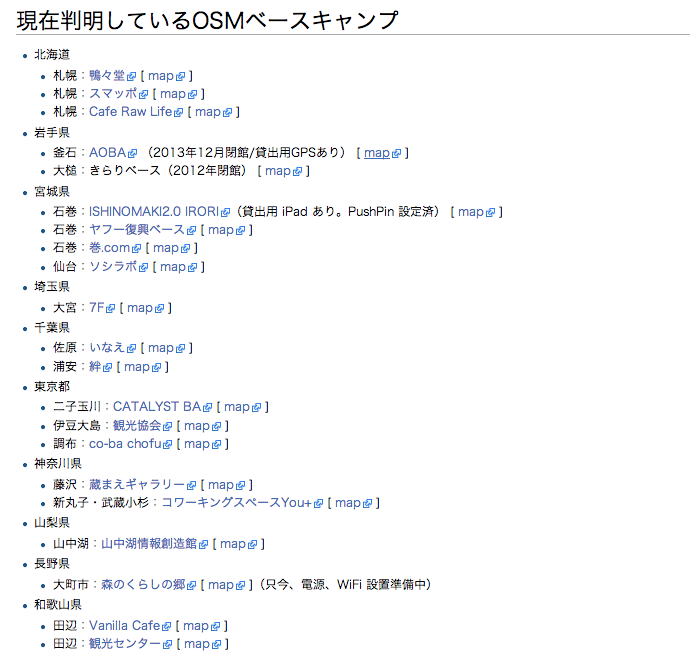 現在判明しているOSMベースキャンプ
北海道
札幌：鴨々堂 [ map ]
札幌：スマッポ [ map ]
札幌：Cafe Raw Life [ map ]
岩手県
釜石：AOBA （2013年12月閉館/貸出用GPSあり） [ map ]
大槌：きらりベース（2012年閉館） [ map ]
宮城県
石巻：ISHINOMAKI2.0 IRORI（貸出用 iPad あり。PushPin 設定済） [ map ]
石巻：ヤフー復興ベース [ map ]
石巻：巻.com [ map ]
仙台：ソシラボ [ map ]
埼玉県
大宮：7F [ map ]
千葉県
佐原：いなえ [ map ]
浦安：絆 [ map ]
東京都
二子玉川：CATALYST BA [ map ]
伊豆大島：観光協会 [ map ]
調布：co-ba chofu [ map ]
神奈川県
藤沢：蔵まえギャラリー [ map ]
新丸子・武蔵小杉：コワーキングスペースYou+ [ map ]
山梨県
山中湖：山中湖情報創造館 [ map ]
長野県
大町市：森のくらしの郷 [ map ]（只今、電源、WiFi 設置準備中）
和歌山県
田辺：Vanilla Cafe [ map ]
田辺：観光センター [ map ]